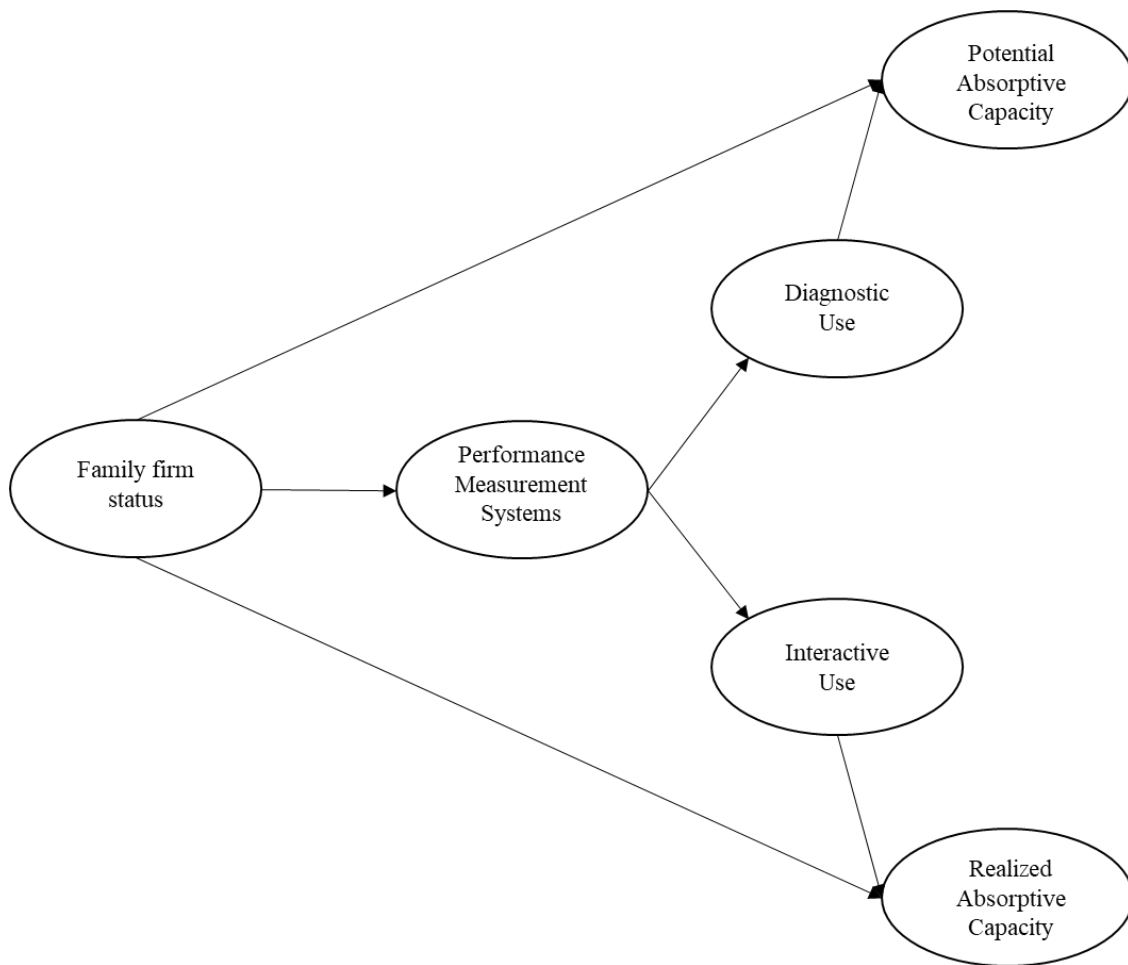 Potential
Absorptive
Capacity
Diagnostic
Use
Family firm
status
Performance
Measurement
Systems
Interactive
Use
Realized
Absorptive
Capacity